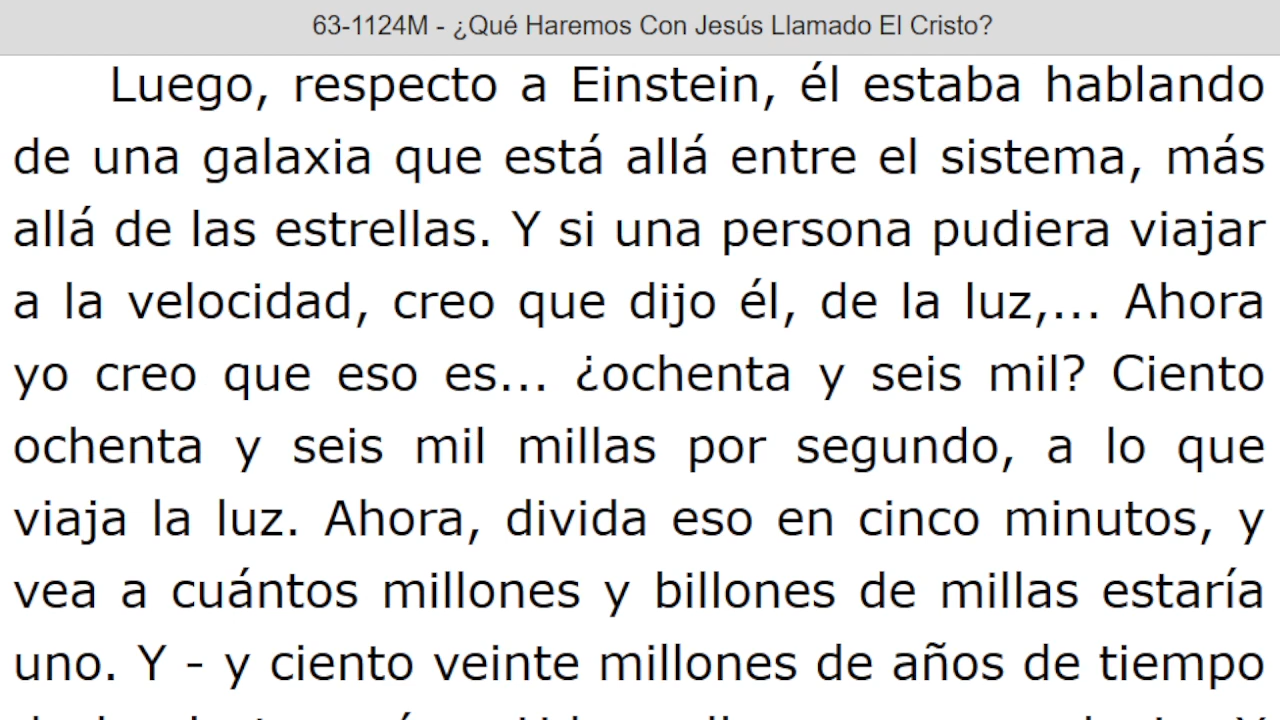 63-1124M - ¿Qué Haremos Con Jesús Llamado El Cristo?
Luego, respecto a Einstein, él estaba hablando
de una galaxia que está allá entre el sistema, más
allá de las estrellas. Y si una persona pudiera viajar
a la velocidad, creo que dijo él, de la luz,... Ahora
yo creo que eso es... ¿ochenta y seis mil? Ciento
ochenta y seis mil millas por segundo, a lo que
viaja la luz. Ahora, divida eso en cinco minutos, y
vea a cuántos millones y billones de millas estaría
uno. Y - y ciento veinte millones de años de tiempo